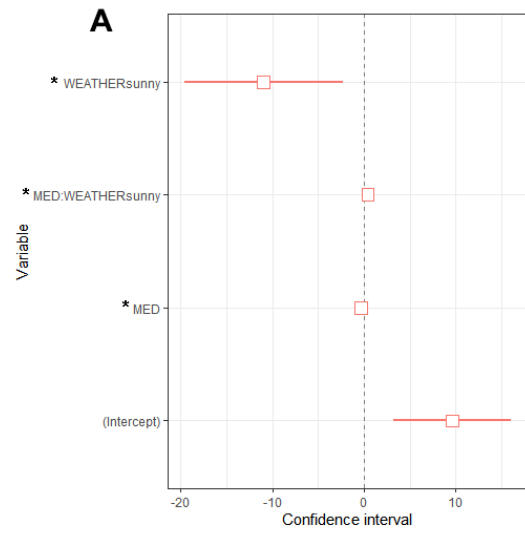 A
* WEATHERsunny
* MED:WEATHERsunny
Variable
* MED
(Intercept)
-20 -10 0 10
Confidence interval